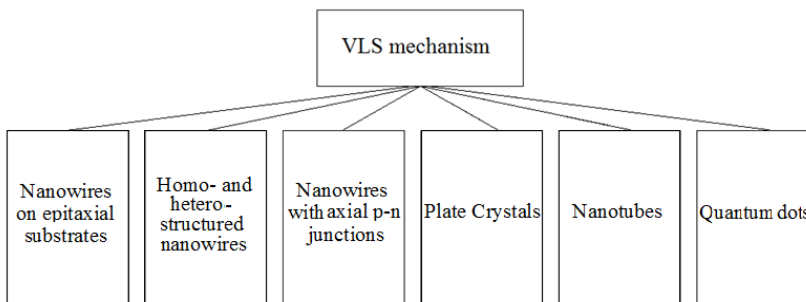 VLS mechanism
Nanowires
on epitaxial
substrates
Homo- and
hetero-
structured
nanowires
Nanowires
with axial p-n
junctions
Plate Crystals
Nanotubes
Quantum dots